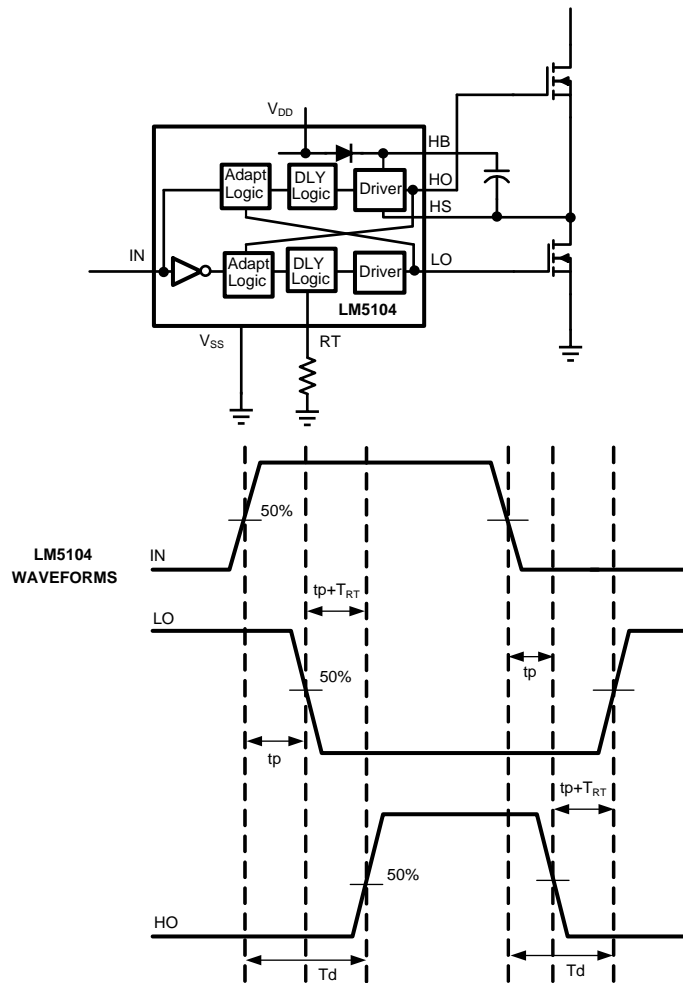 V_DD
HB
Adapt
Logic
DLY
Logic
Driver
HO
HS
IN
Adapt
Logic
DLY
Logic
Driver
LO
LM5104
V_SS
RT
50%
LM5104
WAVEFORMS
IN
tp+T_RT
LO
50%
tp
tp
tp+T_RT
50%
HO
Td
Td